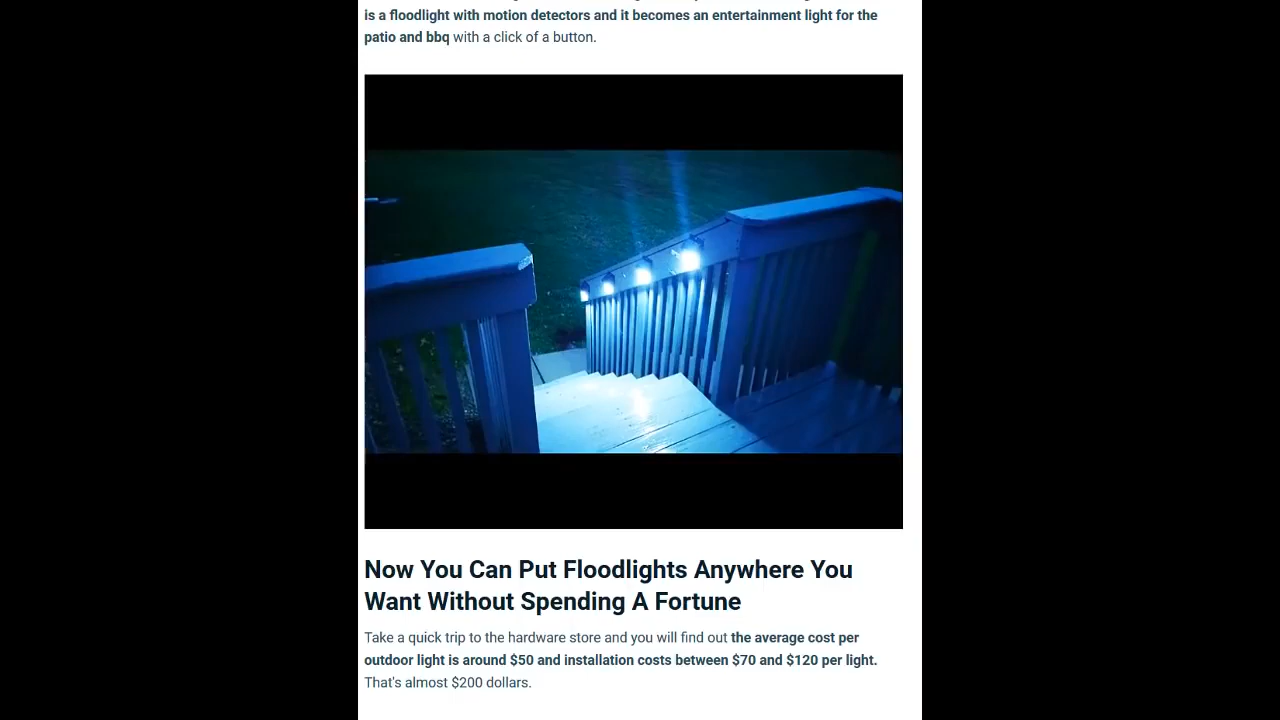 is a floodlight with motion detectors and it becomes an entertainment light for the
patio and bbq with a click of a button.
Now You Can Put Floodlights Anywhere You
Want Without Spending A Fortune
Take a quick trip to the hardware store and you will find out the average cost per
outdoor light is around $50 and installation costs between $70 and $120 per light.
That's almost $200 dollars.